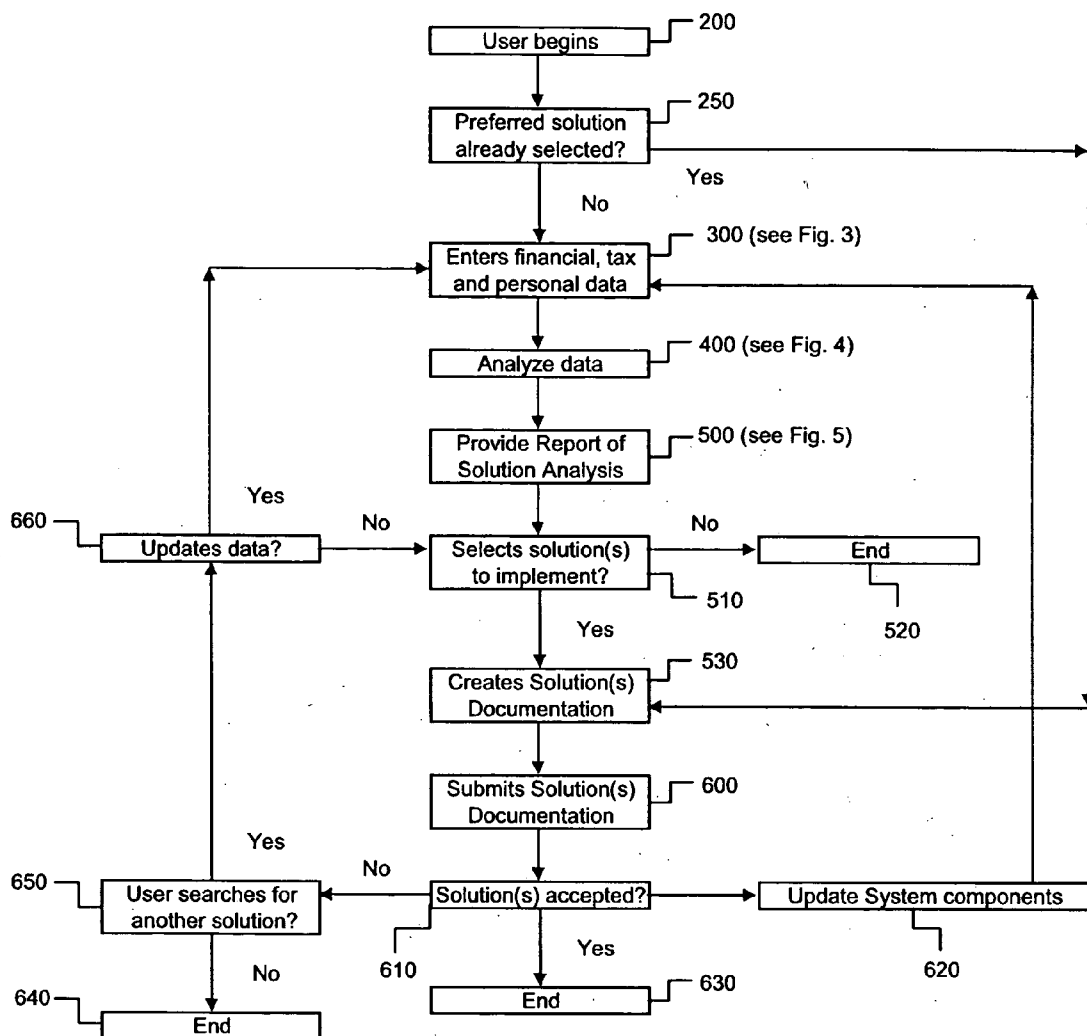 200
User begins
250
Preferred solution
already selected?
Yes
No
300 (see Fig. 3)
Enters financial, tax
and personal data
400 (see Fig. 4)
Analyze data
500 (see Fig. 5)
Provide Report of
Solution Analysis
Yes
660
No
No
Updates data?
Selects solution(s)
to implement?
End
510
520
Yes
530
Creates Solution(s)
Documentation
600
Submits Solution(s)
Documentation
Yes
No
650
User searches for
another solution?
Solution(s) accepted?
Update System components
610
Yes
620
No
630
End
640
End